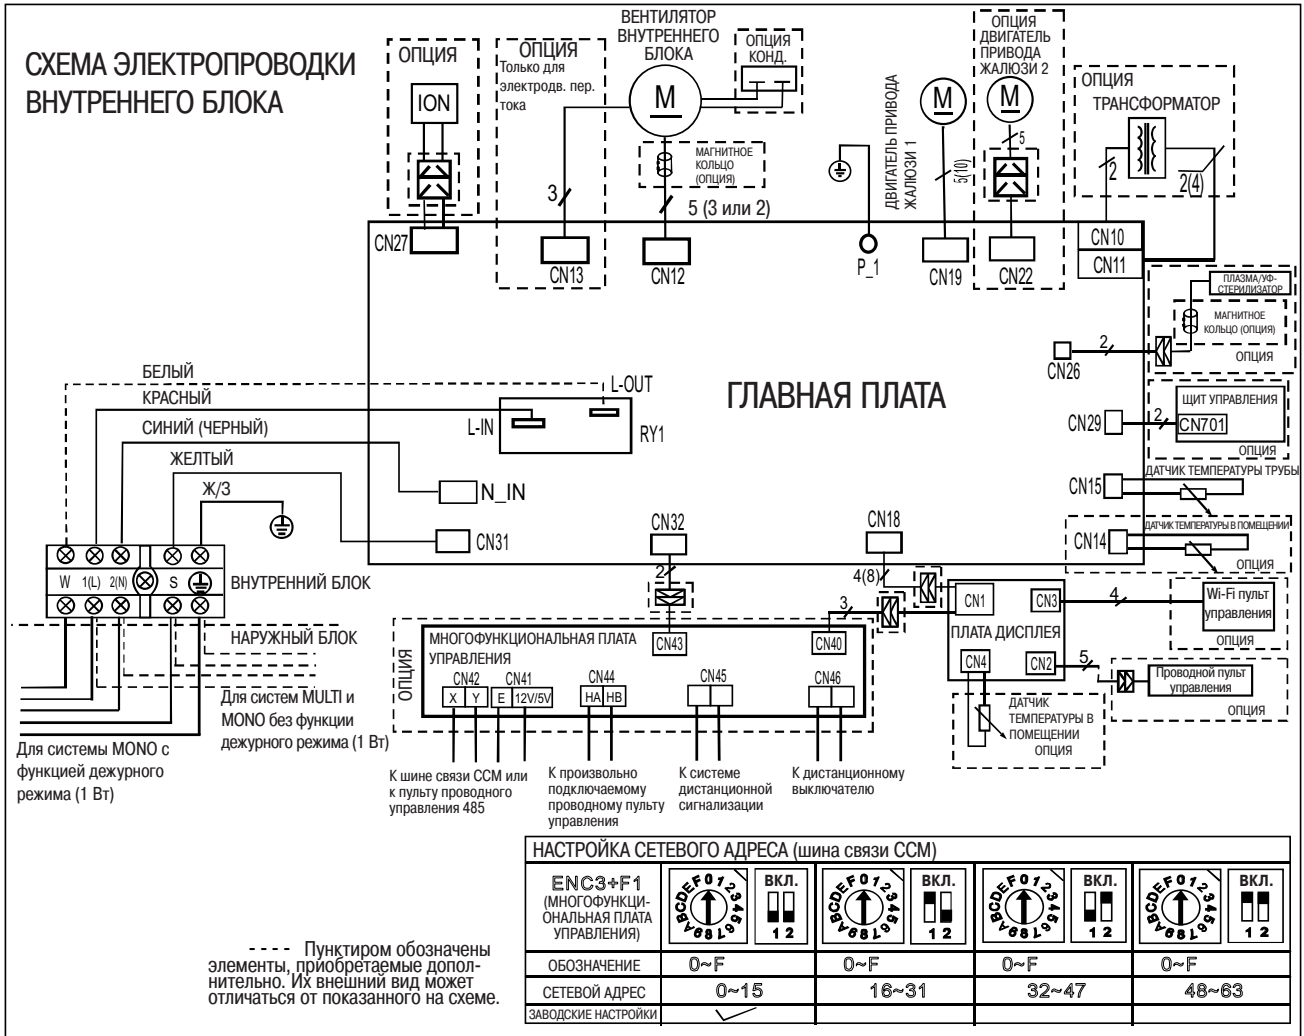 СХЕМА ЭЛЕКТРОПРОВОДКИ
ВНУТРЕННЕГО БЛОКА
ОПЦИЯ
ION
CN27
ОПЦИЯ
Только для
электродв. пер.
тока
3
CN13
ВЕНТИЛЯТОР
ВНУТРЕННЕГО
БЛОКА
M
ОПЦИЯ
КОНД.
МАГНИТНОЕ
КОЛЬЦО
(ОПЦИЯ)
5 (3 или 2)
CN12
P_1
ДВИГАТЕЛЬ ПРИВОДА
ЖАЛЮЗИ 1
M
5(10)
CN19
ОПЦИЯ
ДВИГАТЕЛЬ
ПРИВОДА
ЖАЛЮЗИ 2
M
5
CN22
ОПЦИЯ
ТРАНСФОРМАТОР
2
2(4)
CN10
CN11
ПЛАЗМА/УФ-
СТЕРИЛИЗАТОР
МАГНИТНОЕ
КОЛЬЦО (ОПЦИЯ)
ОПЦИЯ
2
CN26
ГЛАВНАЯ ПЛАТА
ЩИТ УПРАВЛЕНИЯ
CN29
2
CN701
ОПЦИЯ
ДАТЧИК ТЕМПЕРАТУРЫ ТРУБЫ
CN15
ДАТЧИК ТЕМПЕРАТУРЫ В ПОМЕЩЕНИИ
CN14
ОПЦИЯ
БЕЛЫЙ
L-OUT
КРАСНЫЙ
L-IN
RY1
СИНИЙ (ЧЕРНЫЙ)
ЖЕЛТЫЙ
Ж/З
N_IN
CN31
CN32
CN18
2
4(8)
W 1(L) 2(N) S
ВНУТРЕННИЙ БЛОК
НАРУЖНЫЙ БЛОК
Для систем MULTI и
MONO без функции
дежурного режима (1 Вт)
Для системы MONO с
функцией дежурного
режима (1 Вт)
ОПЦИЯ
МНОГОФУНКЦИОНАЛЬНАЯ ПЛАТА
УПРАВЛЕНИЯ
CN43
CN40
3
CN42
X Y
CN41
E 12V/5V
CN44
HA HB
CN45
CN46
К шине связи CCM или
к пульту проводного
управления 485
К произвольно
подключаемому
проводному пульту
управления
К системе
дистанционной
сигнализации
К дистанционному
выключателю
CN1
CN3
ПЛАТА ДИСПЛЕЯ
CN4
CN2
4
Wi-Fi пульт
управления
ОПЦИЯ
5
Проводной пульт
управления
ОПЦИЯ
ДАТЧИК
ТЕМПЕРАТУРЫ В
ПОМЕЩЕНИИ
ОПЦИЯ
---- Пунктиром обозначены
элементы, приобретаемые допол-
нительно. Их внешний вид может
отличаться от показанного на схеме.
НАСТРОЙКА СЕТЕВОГО АДРЕСА (шина связи CCM)
ENC3+F1
(МНОГОФУНКЦИ-
ОНАЛЬНАЯ ПЛАТА
УПРАВЛЕНИЯ)
0123456789ABCDEF ВКЛ. 1 2
0123456789ABCDEF ВКЛ. 1 2
0123456789ABCDEF ВКЛ. 1 2
0123456789ABCDEF ВКЛ. 1 2
ОБОЗНАЧЕНИЕ 0~F 0~F 0~F 0~F
СЕТЕВОЙ АДРЕС 0~15 16~31 32~47 48~63
ЗАВОДСКИЕ НАСТРОЙКИ